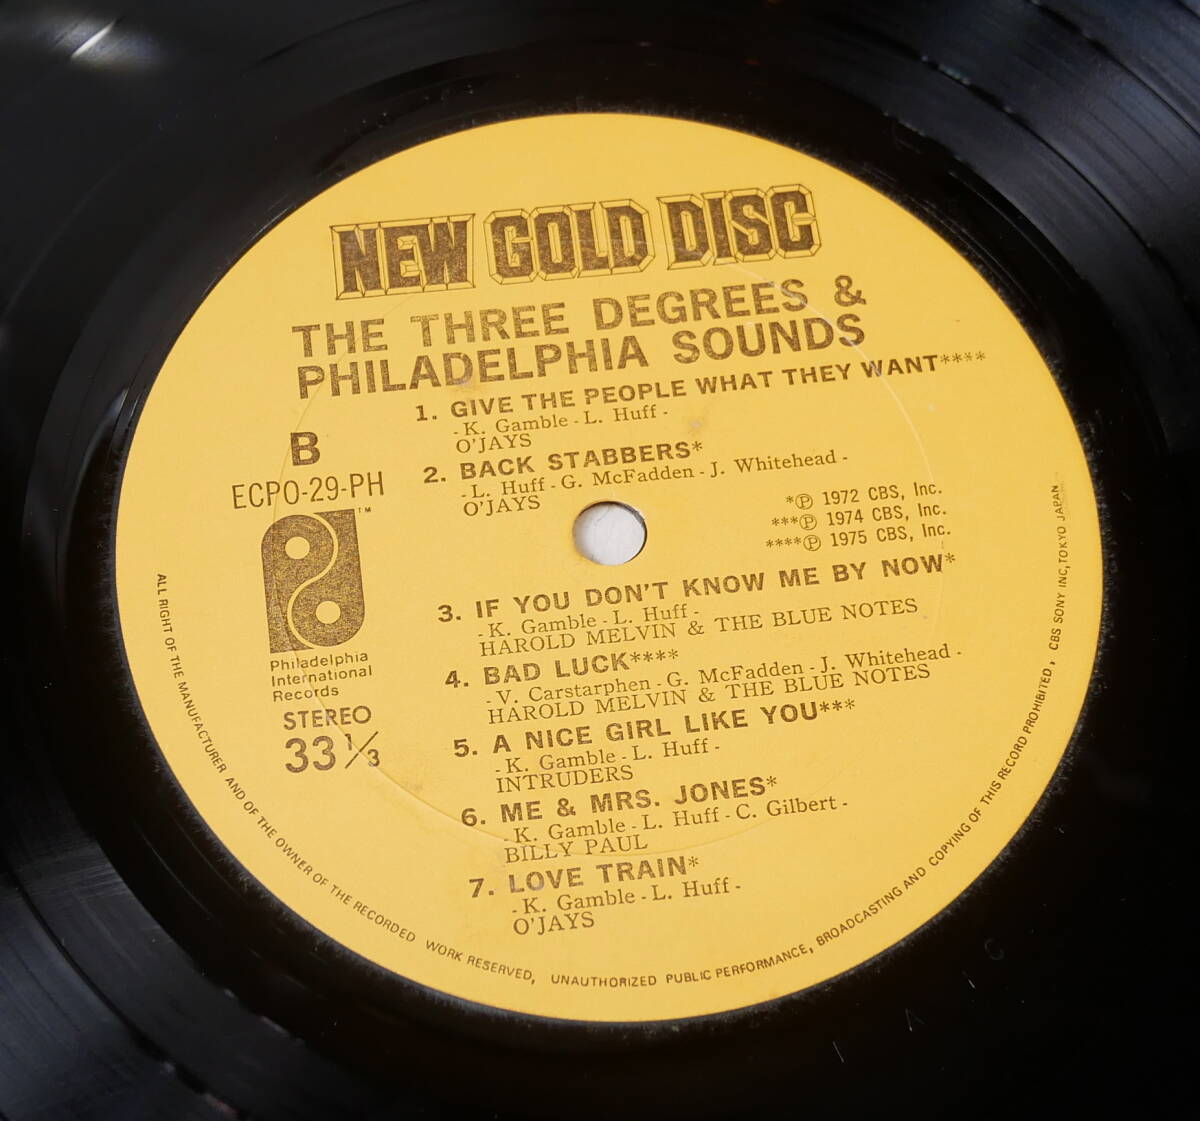 NEW GOLD DISC
THE THREE DEGREES &
PHILADELPHIA SOUNDS
1. GIVE THE PEOPLE WHAT THEY WANT****
- K. Gamble - L. Huff -
O'JAYS
B
ECPO-29-PH
2. BACK STABBERS*
- L. Huff - G. McFadden - J. Whitehead -
O'JAYS
*Ⓟ 1972 CBS, Inc.
***Ⓟ 1974 CBS, Inc.
****Ⓟ 1975 CBS, Inc.
TM
Philadelphia
International
Records
STEREO
33 1/3
3. IF YOU DON'T KNOW ME BY NOW*
- K. Gamble - L. Huff -
HAROLD MELVIN & THE BLUE NOTES
4. BAD LUCK****
- V. Carstarphen - G. McFadden - J. Whitehead -
HAROLD MELVIN & THE BLUE NOTES
5. A NICE GIRL LIKE YOU***
- K. Gamble - L. Huff -
INTRUDERS
6. ME & MRS. JONES*
- K. Gamble - L. Huff - C. Gilbert -
BILLY PAUL
7. LOVE TRAIN*
- K. Gamble - L. Huff -
O'JAYS
ALL RIGHT OF THE MANUFACTURER AND OF THE OWNER OF THE RECORDED WORK RESERVED, UNAUTHORIZED PUBLIC PERFORMANCE, BROADCASTING AND COPYING OF THIS RECORD PROHIBITED, CBS SONY INC, TOKYO JAPAN